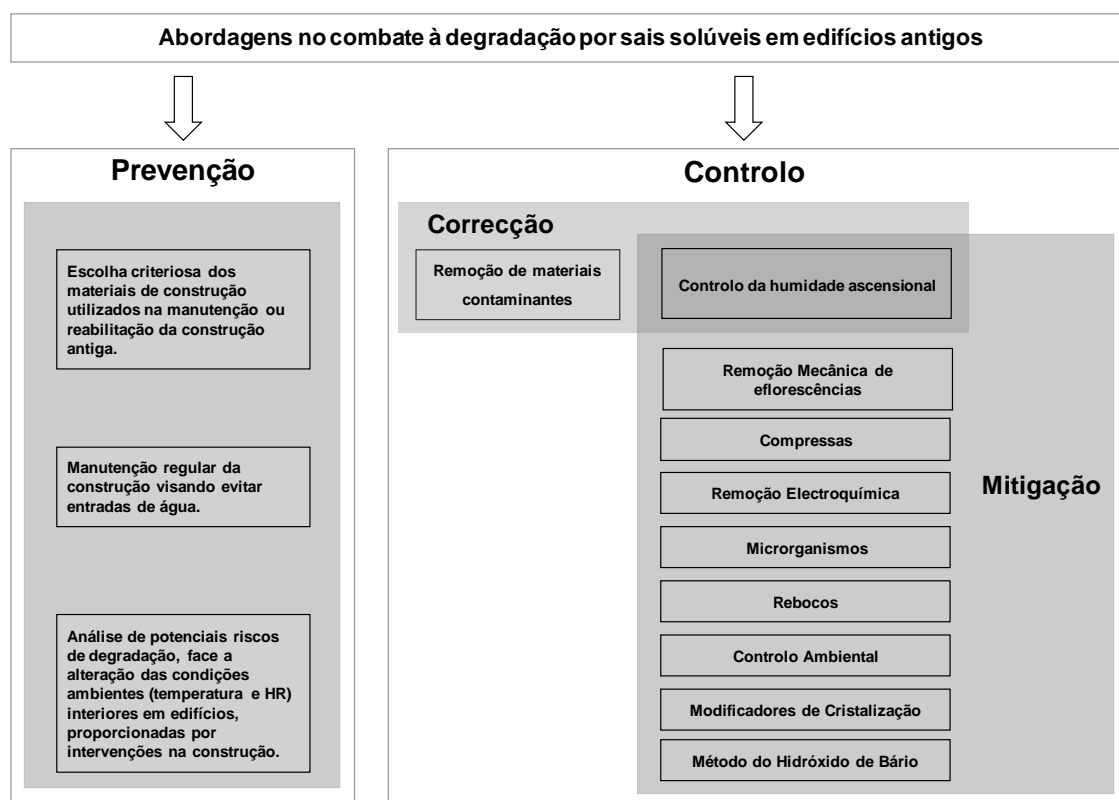 Abordagens no combate à degradação por sais solúveis em edifícios antigos
Prevenção
Escolha criteriosa dos
materiais de construção
utilizados na manutenção ou
reabilitação da construção
antiga.
Manutenção regular da
construção visando evitar
entradas de água.
Análise de potenciais riscos
de degradação, face a
alteração das condições
ambientes (temperatura e HR)
interiores em edifícios,
proporcionadas por
intervenções na construção.
Controlo
Correcção
Remoção de materiais
contaminantes
Controlo da humidade ascensional
Remoção Mecânica de
eflorescências
Compressas
Remoção Electroquímica
Microrganismos
Rebocos
Controlo Ambiental
Modificadores de Cristalização
Método do Hidróxido de Bário
Mitigação